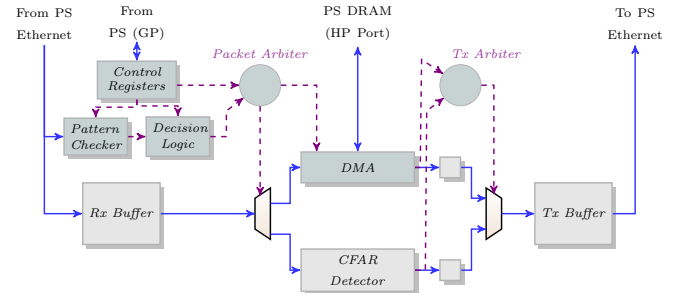 From PS
Ethernet
From
PS (GP)
PS DRAM
(HP Port)
To PS
Ethernet
Packet Arbiter
Tx Arbiter
Control
Registers
Pattern
Checker
Decision
Logic
DMA
Rx Buffer
Tx Buffer
CFAR
Detector